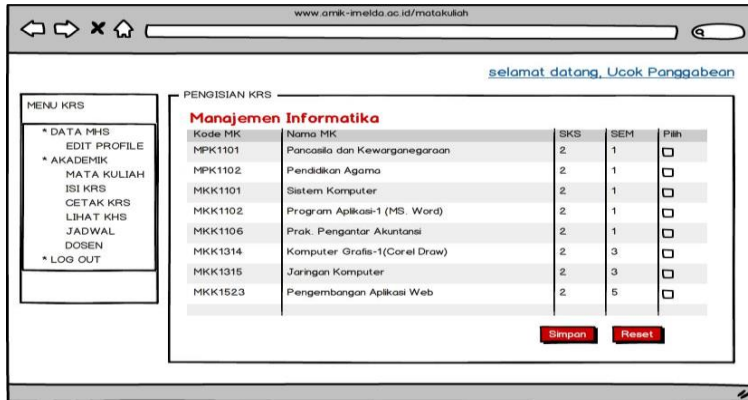 www.amik-imelda.ac.id/matakuliah
selamat datang, Ucok Panggabean
MENU KRS
* DATA MHS
EDIT PROFILE
* AKADEMIK
MATA KULIAH
ISI KRS
CETAK KRS
LIHAT KHS
JADWAL
DOSEN
* LOG OUT
PENGISIAN KRS
Manajemen Informatika
Kode MK Nama MK SKS SEM Pilih
MPK1101 Pancasila dan Kewarganegaraan 2 1
MPK1102 Pendidikan Agama 2 1
MKK1101 Sistem Komputer 2 1
MKK1102 Program Aplikasi-1 (MS. Word) 2 1
MKK1106 Prak. Pengantar Akuntansi 2 1
MKK1314 Komputer Grafis-1(Corel Draw) 2 3
MKK1315 Jaringan Komputer 2 3
MKK1523 Pengembangan Aplikasi Web 2 5
Simpan Reset